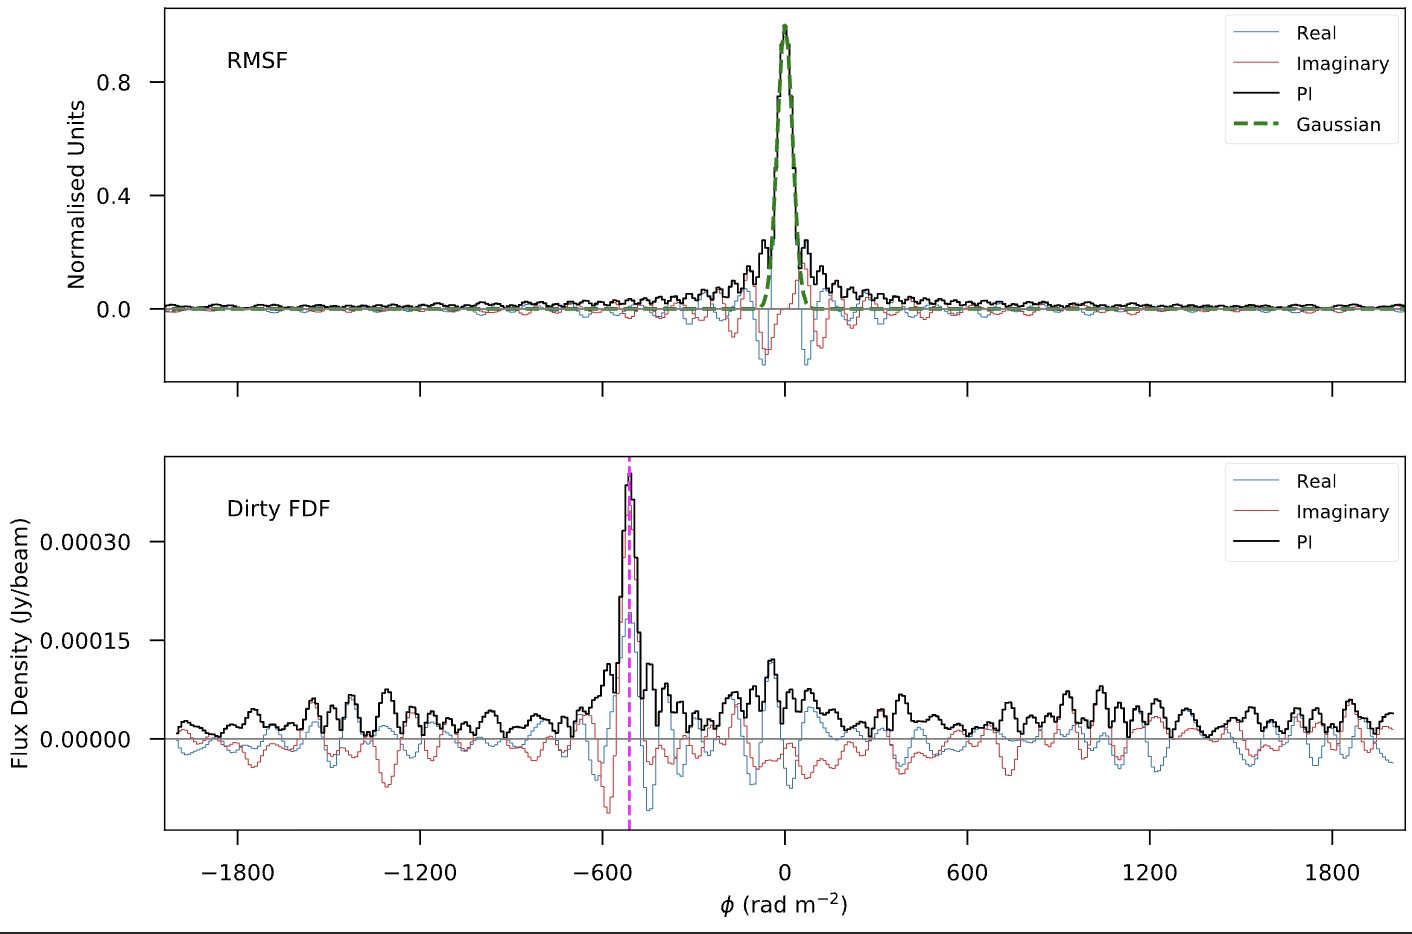 RMSF
Real
Imaginary
PI
Gaussian
Normalised Units
0.8
0.4
0.0
Dirty FDF
Real
Imaginary
PI
Flux Density (Jy/beam)
0.00030
0.00015
0.00000
−1800 −1200 −600 0 600 1200 1800
ϕ (rad m⁻²)